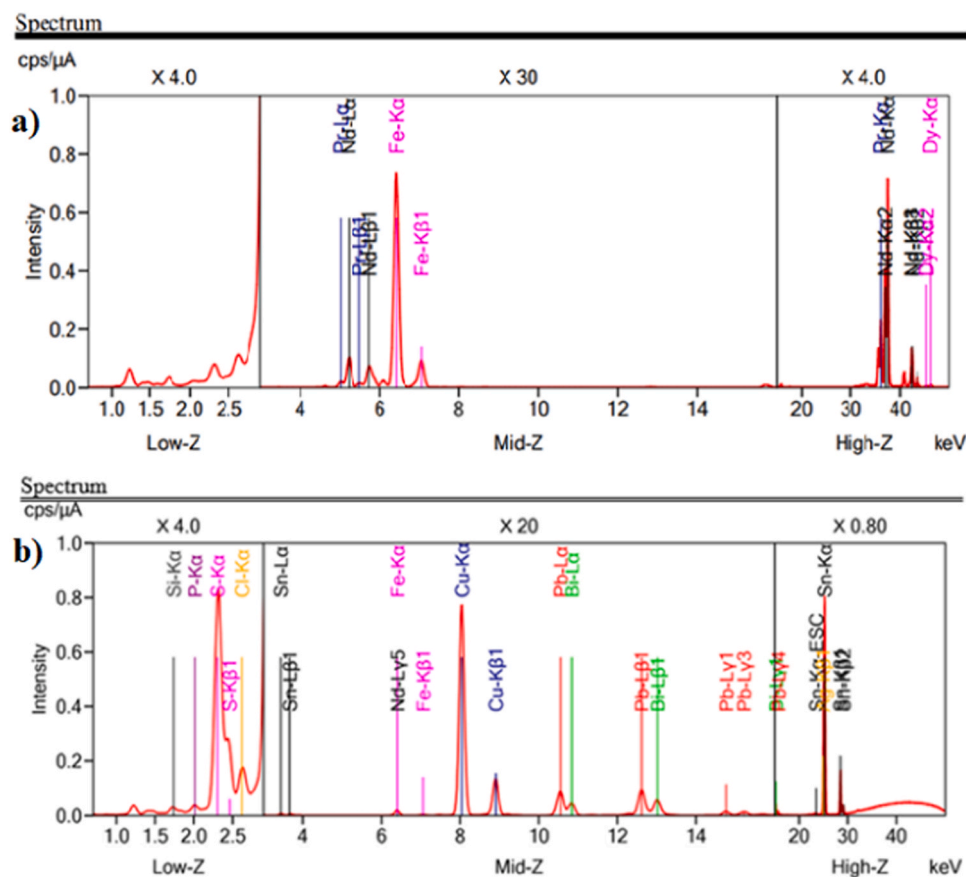 Spectrum
cps/μA
X 4.0 X 30 X 4.0
a)
Intensity
1.0
0.8
0.6
0.4
0.2
0.0
Pr-Lα
Nd-Lα
Pr-Lβ1
Nd-Lβ1
Fe-Kα
Fe-Kβ1
Pr-Kα
Nd-Kα
Nd-Kα2
Dy-Kα
Dy-Kα2
1.0 1.5 2.0 2.5 4 6 8 10 12 14 20 30 40
Low-Z Mid-Z High-Z keV
Spectrum
cps/μA
X 4.0 X 20 X 0.80
b)
Intensity
1.0
0.8
0.6
0.4
0.2
0.0
Si-Kα
P-Kα
S-Kα
S-Kβ1
Cl-Kα
Sn-Lα
Sn-Lβ1
Fe-Kα
Nd-Lγ5
Fe-Kβ1
Cu-Kα
Cu-Kβ1
Pb-Lα
Bi-Lα
Pb-Lβ1
Bi-Lβ1
Pb-Lγ1
Pb-Lγ3
Bi-Lγ1
Pb-Lγ4
Sn-Kα ESC
Sn-Kα
1.0 1.5 2.0 2.5 4 6 8 10 12 14 20 30 40
Low-Z Mid-Z High-Z keV